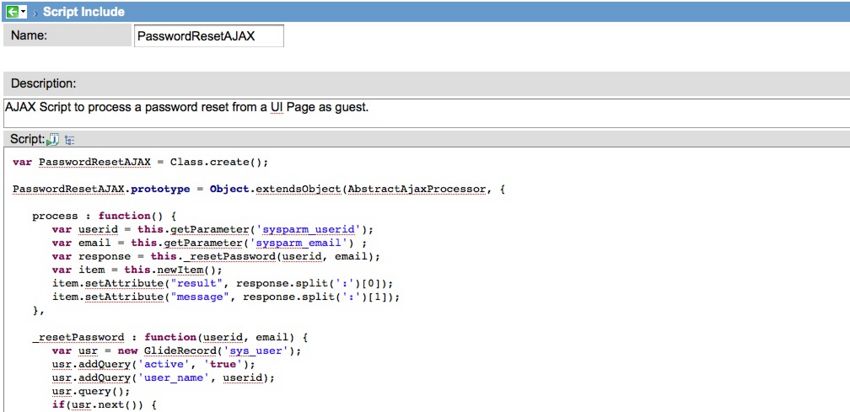 Script Include
Name: PasswordResetAJAX
Description:
AJAX Script to process a password reset from a UI Page as guest.
Script:
var PasswordResetAJAX = Class.create();
PasswordResetAJAX.prototype = Object.extendsObject(AbstractAjaxProcessor, {
process : function() {
var userid = this.getParameter('sysparm_userid');
var email = this.getParameter('sysparm_email') ;
var response = this._resetPassword(userid, email);
var item = this.newItem();
item.setAttribute("result", response.split(':')[0]);
item.setAttribute("message", response.split(':')[1]);
},
_resetPassword : function(userid, email) {
var usr = new GlideRecord('sys_user');
usr.addQuery('active', 'true');
usr.addQuery('user_name', userid);
usr.query();
if(usr.next()) {